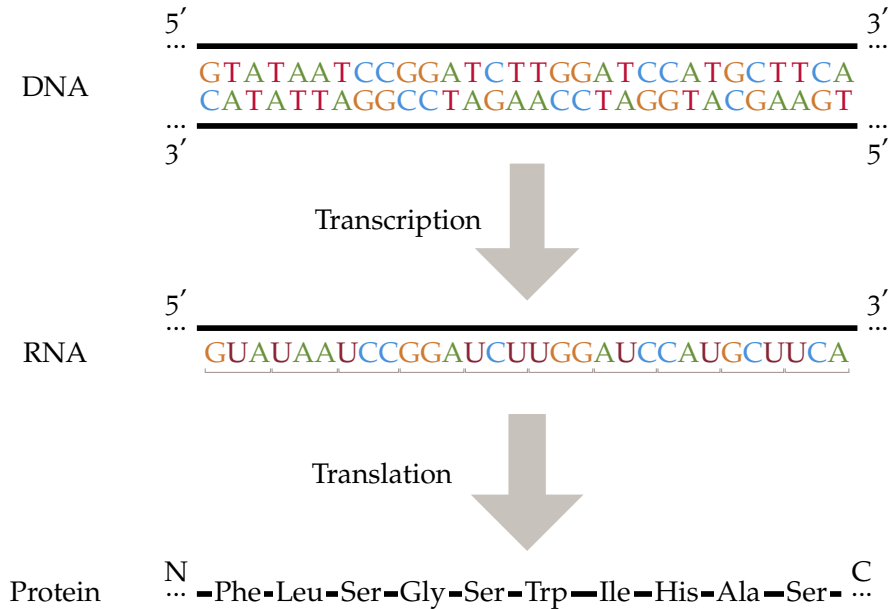 5′ 3′
... ...
DNA
GTATAATCCGGATCTTGGATCCATGCTTCA
CATATTAGGCCTAGAACCTAGGTACGAAGT
... ...
3′ 5′
Transcription
5′ 3′
... ...
RNA
GUAUAAUCCGGAUCUUGGAUCCAUGCUUCA
Translation
N C
Protein ... -Phe-Leu-Ser-Gly-Ser-Trp-Ile-His-Ala-Ser- ...